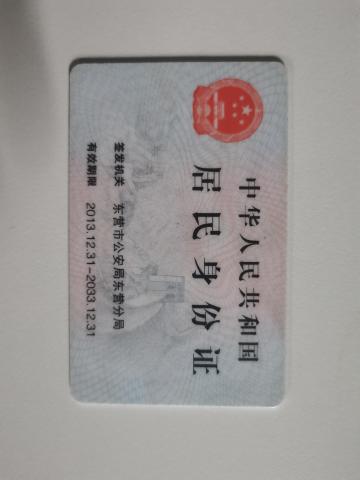 中华人民共和国
居民身份证
签发机关 东营市公安局东营分局
有效期限 2013.12.31-2033.12.31